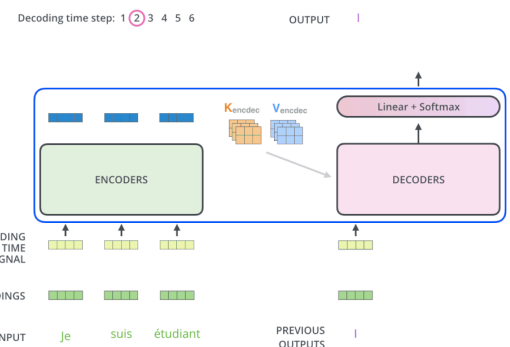 Decoding time step: 1 2 3 4 5 6
OUTPUT I
Kencdec Vencdec
Linear + Softmax
ENCODERS
DECODERS
DING
TIME
GNAL
DINGS
NPUT Je suis étudiant
PREVIOUS
OUTPUTS
I